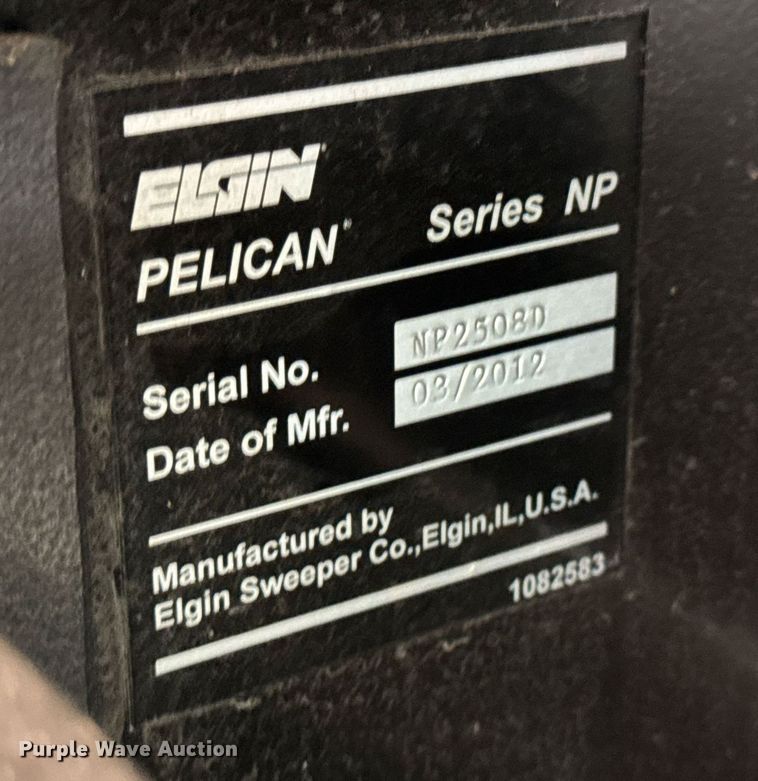 ELGIN
PELICAN® Series NP
Serial No. NP2508D
Date of Mfr. 03/2012
Manufactured by
Elgin Sweeper Co.,Elgin,IL,U.S.A.
1082583
Purple Wave Auction